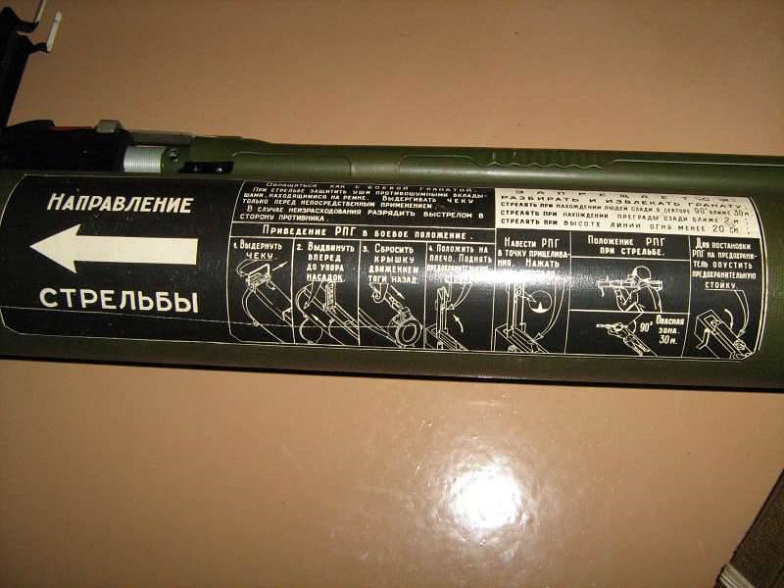 Направление
СТРЕЛЬБЫ
Обращаться как с боевой гранатой.
При стрельбе защитить уши противошумными вклады-
шами, находящимися на ремне. Выдергивать чеку
только перед непосредственным применением
В случае неизрасходования разрядить выстрелом в
сторону противника.
разбирать и извлекать
стрелять при нахождении людей сзади в секторе 90° ближе 30м
стрелять при нахождении преграды сзади ближе 2 м
стрелять при высоте линии огня менее 20 см
Приведение РПГ в боевое положение.
1. Выдернуть
чеку.
2. Выдвинуть
вперед
до упора
насадок.
3. Сбросить
крышку
движением
тяги назад.
4. Положить на
плечо. Поднять
Навести РПГ
в точку прицелива-
ния. Нажать
Положение РПГ
при стрельбе.
90° Опасная
зона.
30м.
Для постановки
РПГ на предохрани-
тель опустить
предохранительную
стойку.